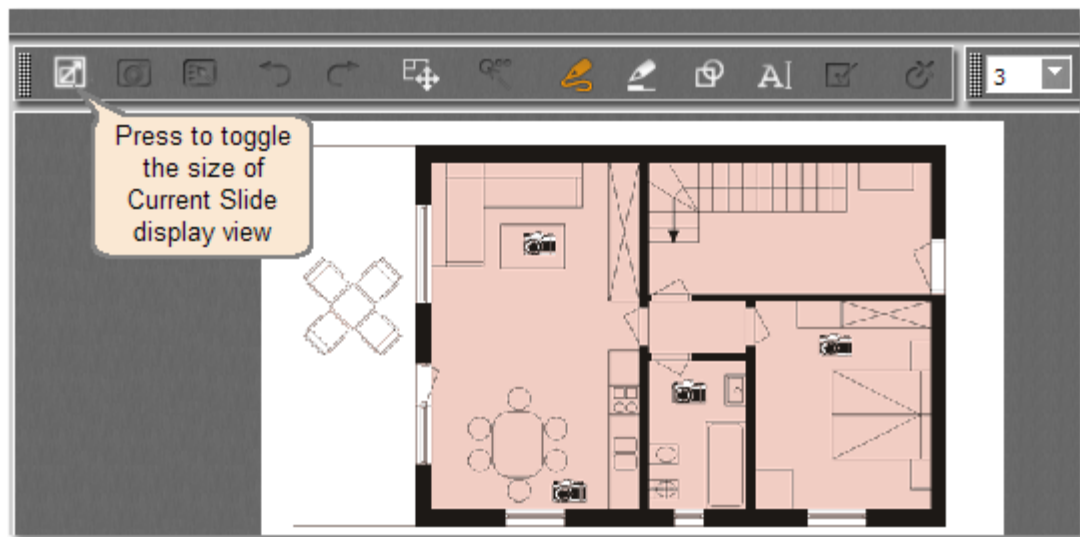 A
3
Press to toggle
the size of
Current Slide
display view